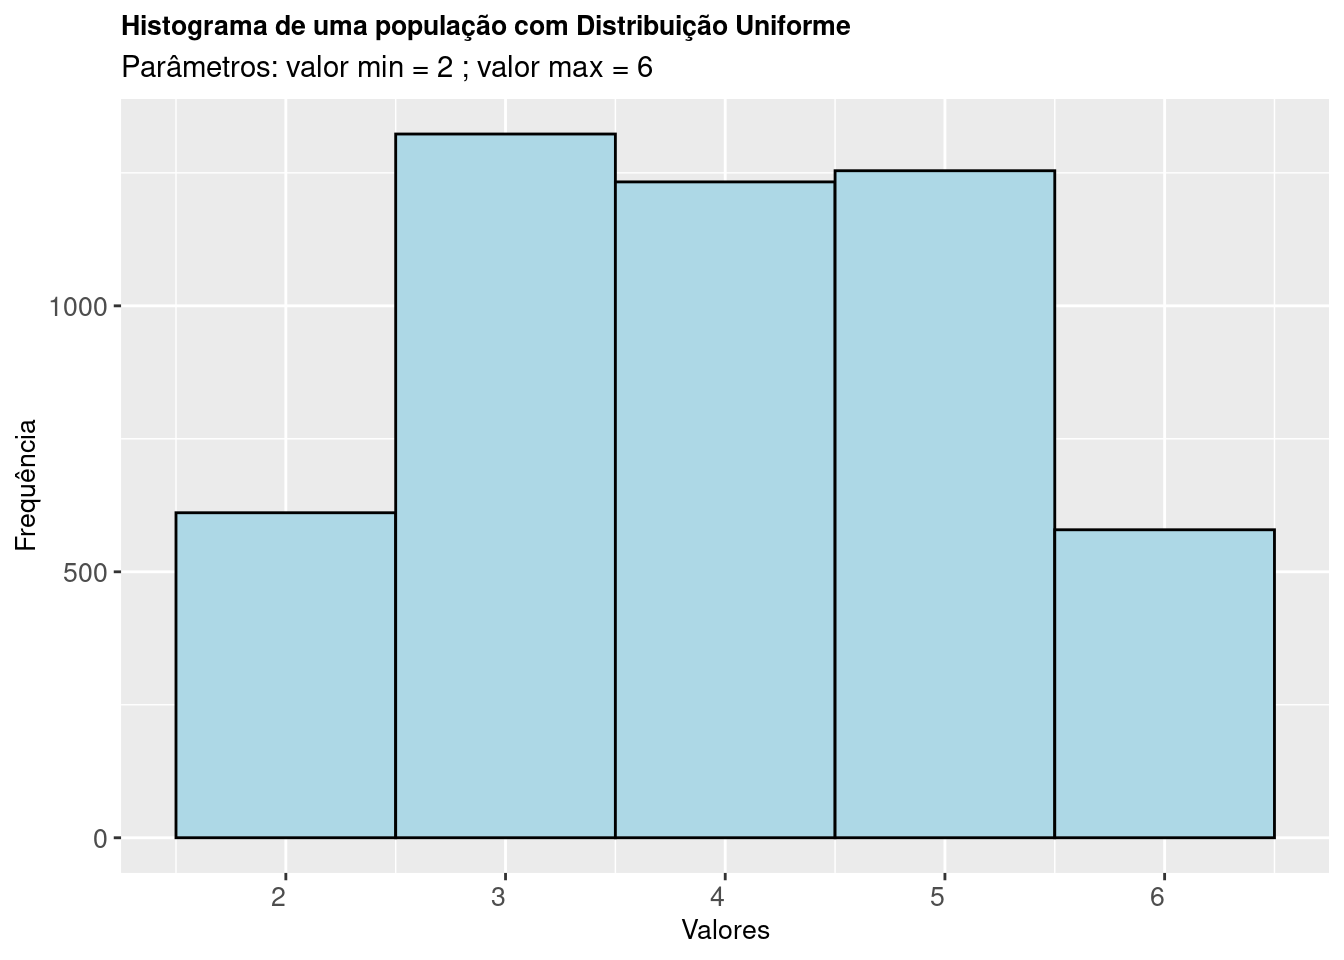 Histograma de uma população com Distribuição Uniforme
Parâmetros: valor min = 2 ; valor max = 6
Frequência
1000
500
0
2 3 4 5 6
Valores